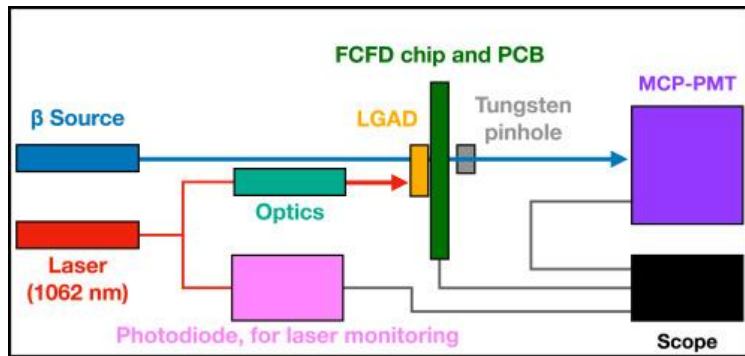 FCFD chip and PCB
MCP-PMT
β Source
LGAD
Tungsten
pinhole
Optics
Laser
(1062 nm)
Photodiode, for laser monitoring
Scope